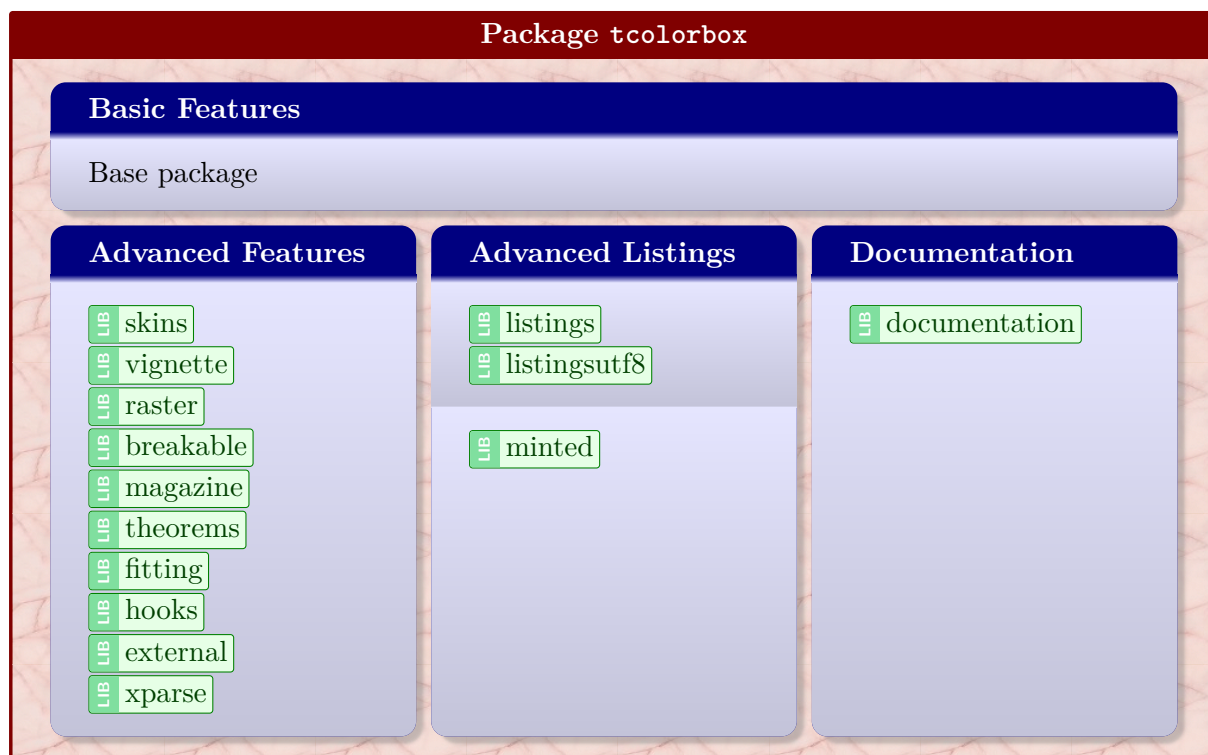 Package tcolorbox
Basic Features
Base package
Advanced Features
LIB skins
LIB vignette
LIB raster
LIB breakable
LIB magazine
LIB theorems
LIB fitting
LIB hooks
LIB external
LIB xparse
Advanced Listings
LIB listings
LIB listingsutf8
LIB minted
Documentation
LIB documentation